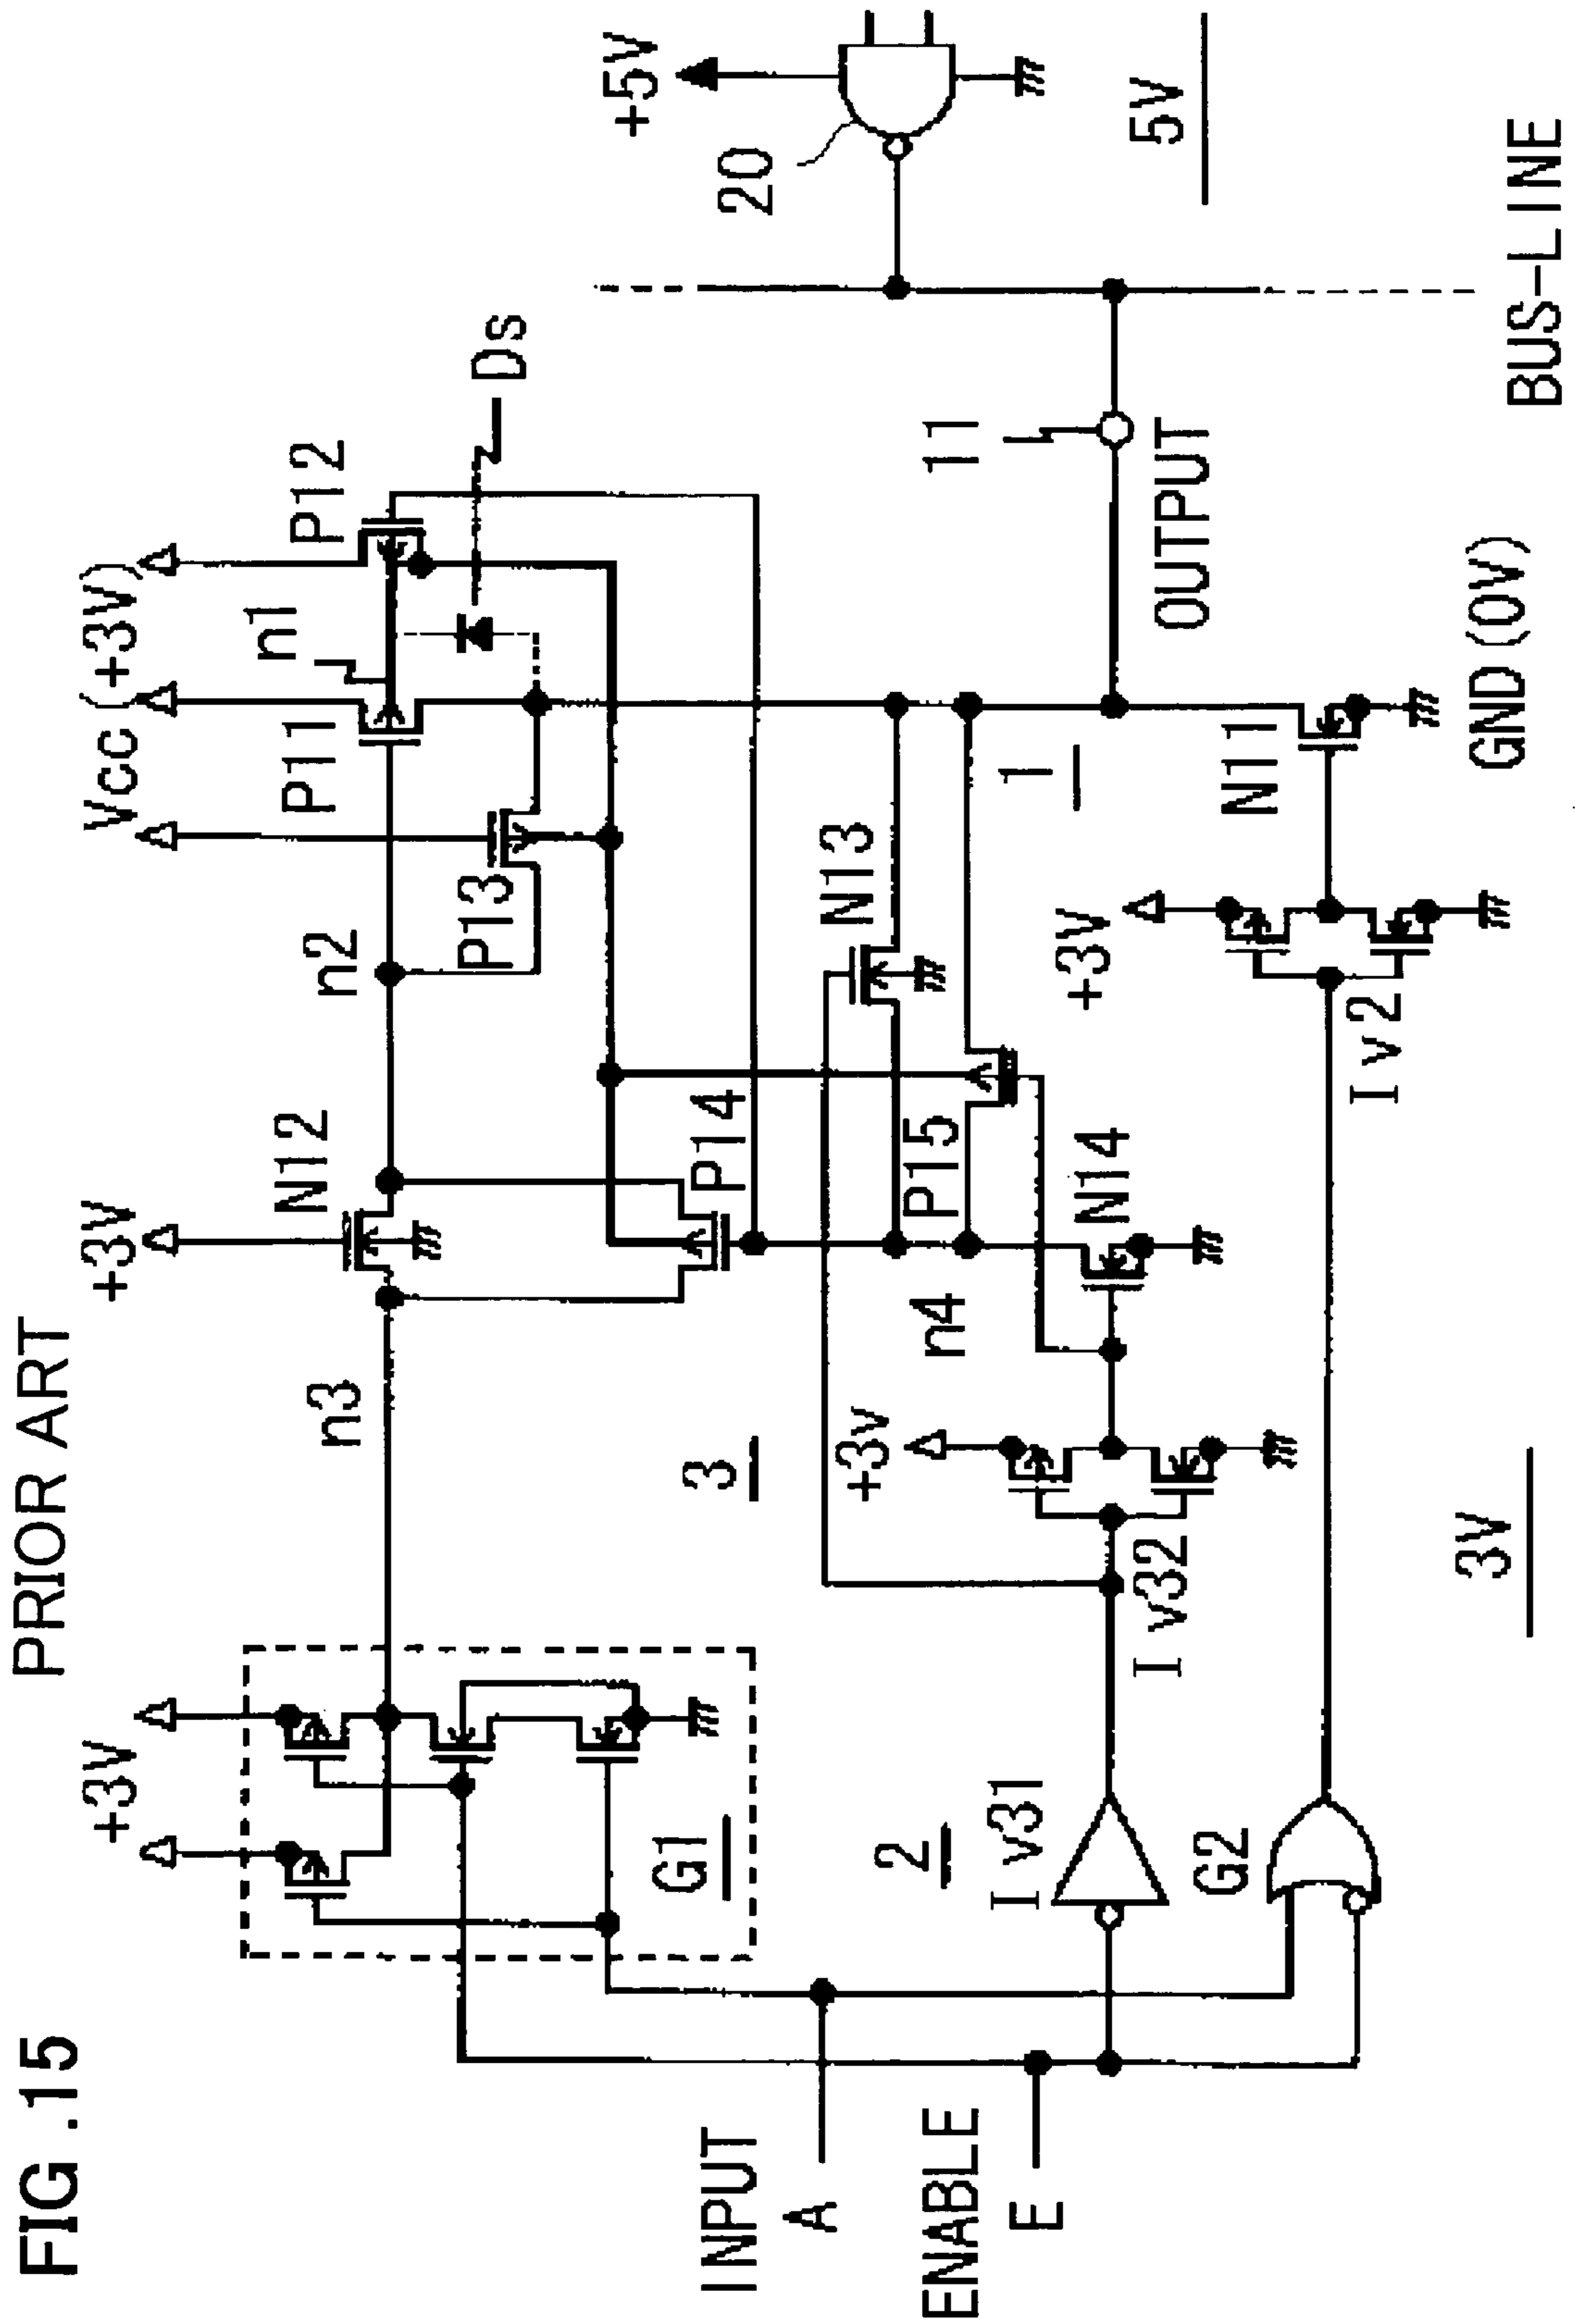 FIG.15
PRIOR ART
+3V
+3V
Vcc (+3V)
n3
N12
n2
P11
n1
P12
Ds
+5V
20
G1
P13
3
P14
N13
11
INPUT
A
2
+3v
n4
P15
1
OUTPUT
5V
ENABLE
E
I v31
I v32
N14
+3V
N11
G2
I v2
GND (0V)
3V
BUS-LINE